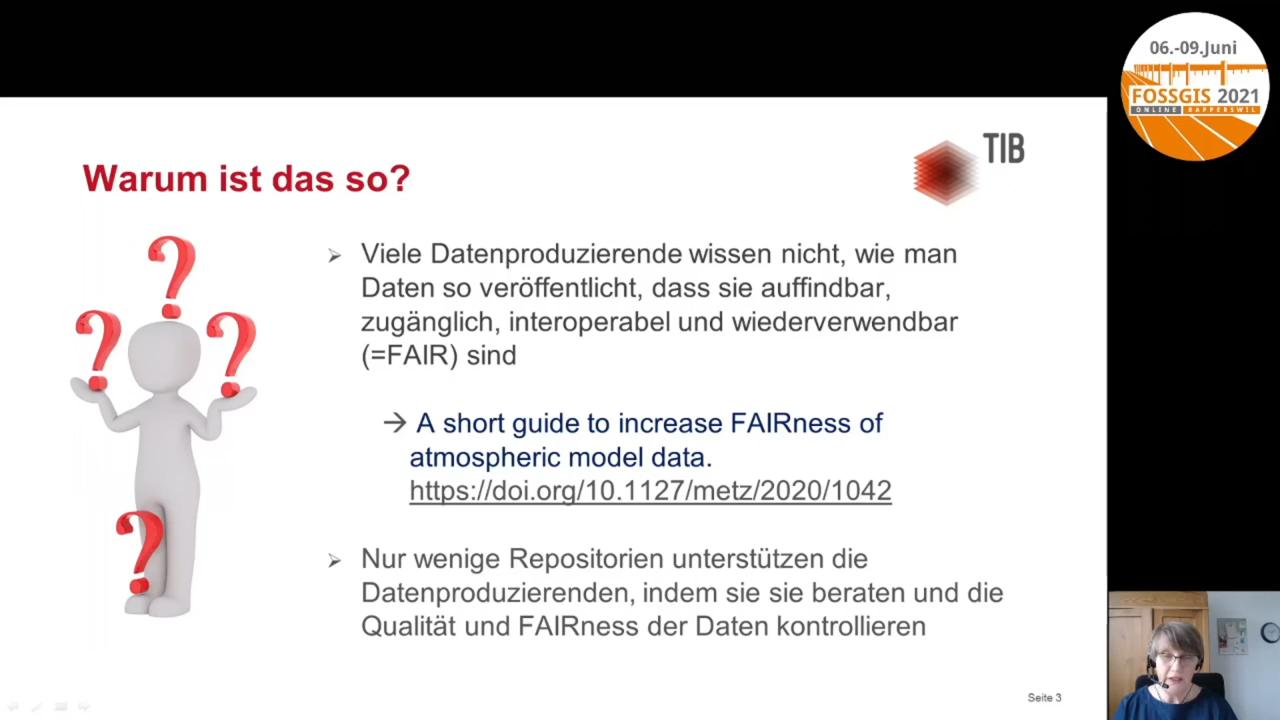 06.-09.Juni
FOSSGIS 2021
ONLINE RAPPERSWIL
TIB
Warum ist das so?
Viele Datenproduzierende wissen nicht, wie man
Daten so veröffentlicht, dass sie auffindbar,
zugänglich, interoperabel und wiederverwendbar
(=FAIR) sind
→ A short guide to increase FAIRness of
atmospheric model data.
https://doi.org/10.1127/metz/2020/1042
Nur wenige Repositorien unterstützen die
Datenproduzierenden, indem sie sie beraten und die
Qualität und FAIRness der Daten kontrollieren
Seite 3